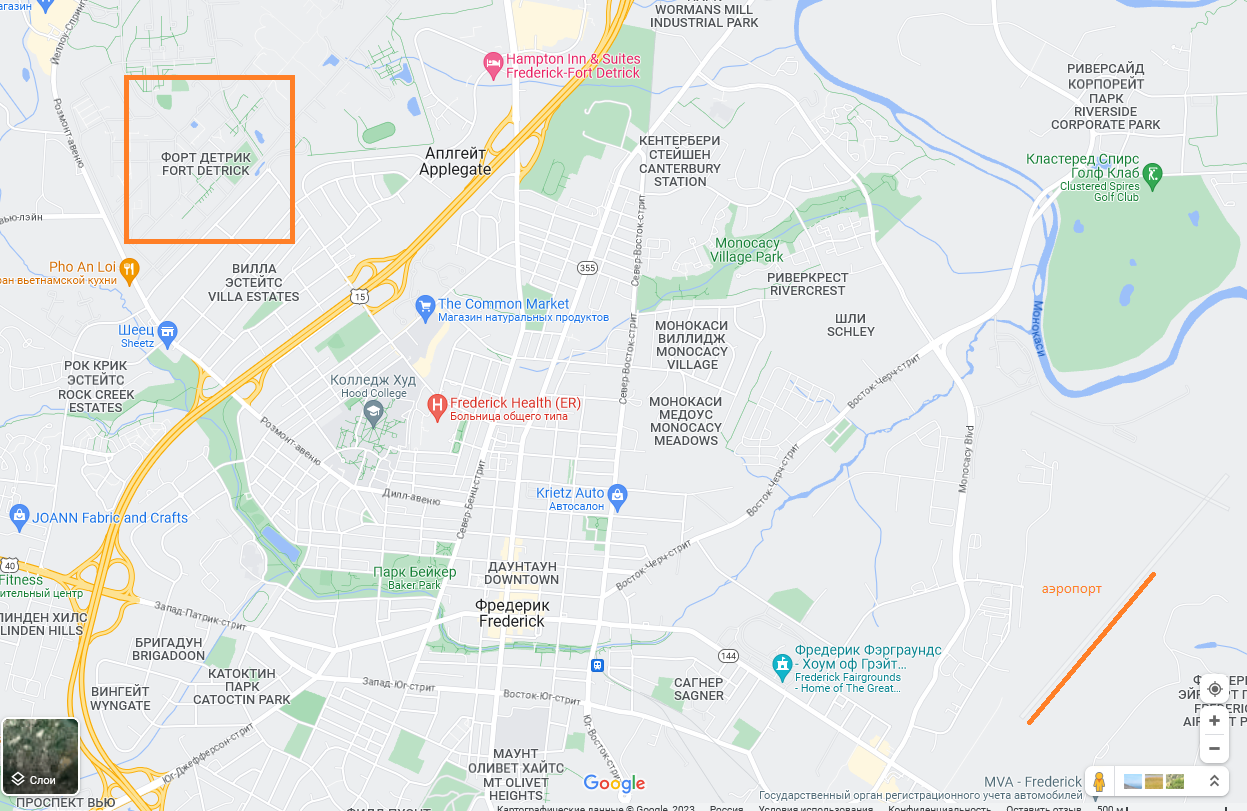 агазин
Йеллоу-Спринг
WORMANS MILL
INDUSTRIAL PARK
Hampton Inn & Suites
Frederick-Fort Detrick
РИВЕРСАЙД
КОРПОРЕЙТ
ПАРК
RIVERSIDE
CORPORATE PARK
Розмонт-авеню
ФОРТ ДЕТРИК
FORT DETRICK
Аплгейт
Applegate
КЕНТЕРБЕРИ
СТЕЙШЕН
CANTERBURY
STATION
Кластеред Спирс
Голф Клаб
Clustered Spires
Golf Club
вью-лэйн
Север-Восток-стрит
Monocacy
Village Park
Pho An Loi
ран вьетнамской кухни
ВИЛЛА
ЭСТЕЙТС
VILLA ESTATES
355
15
РИВЕРКРЕСТ
RIVERCREST
The Common Market
Магазин натуральных продуктов
ШЛИ
SCHLEY
Монокаси
Шеец
Sheetz
МОНОКАСИ
ВИЛЛИДЖ
MONOCACY
VILLAGE
Север-Восток-стрит
РОК КРИК
ЭСТЕЙТС
ROCK CREEK
ESTATES
Колледж Худ
Hood College
Frederick Health (ER)
Больница общего типа
МОНОКАСИ
МЕДОУС
MONOCACY
MEADOWS
Восток-Черч-стрит
Розмонт-авеню
Monocacy Blvd
Восток-Черч-стрит
Дилл-авеню
Север-Бенц-стрит
Krietz Auto
Автосалон
JOANN Fabric and Crafts
40
Fitness
ительный центр
Парк Бейкер
Baker Park
ДАУНТАУН
DOWNTOWN
Восток-Черч-стрит
аэропорт
Фредерик
Frederick
Запад-Патрик-стрит
ЛИНДЕН ХИЛС
LINDEN HILLS
БРИГАДУН
BRIGADOON
144
Фредерик Фэрграундс
- Хоум оф Грэйт...
Frederick Fairgrounds
- Home of The Great...
КАТОКТИН
ПАРК
CATOCTIN PARK
Запад-Юг-стрит
Восток-Юг-стрит
САГНЕР
SAGNER
ВИНГЕЙТ
WYNGATE
Юг-Джефферсон-стрит
МАУНТ
ОЛИВЕТ ХАЙТС
MT OLIVET
HEIGHTS
Слои
ПРОСПЕКТ ВЬЮ
Google
MVA - Frederick
Государственный орган регистрационного учета автомобилей
Картографические данные © Google, 2023
Россия
Условия использования
Конфиденциальность
Оставить отзыв
500 м